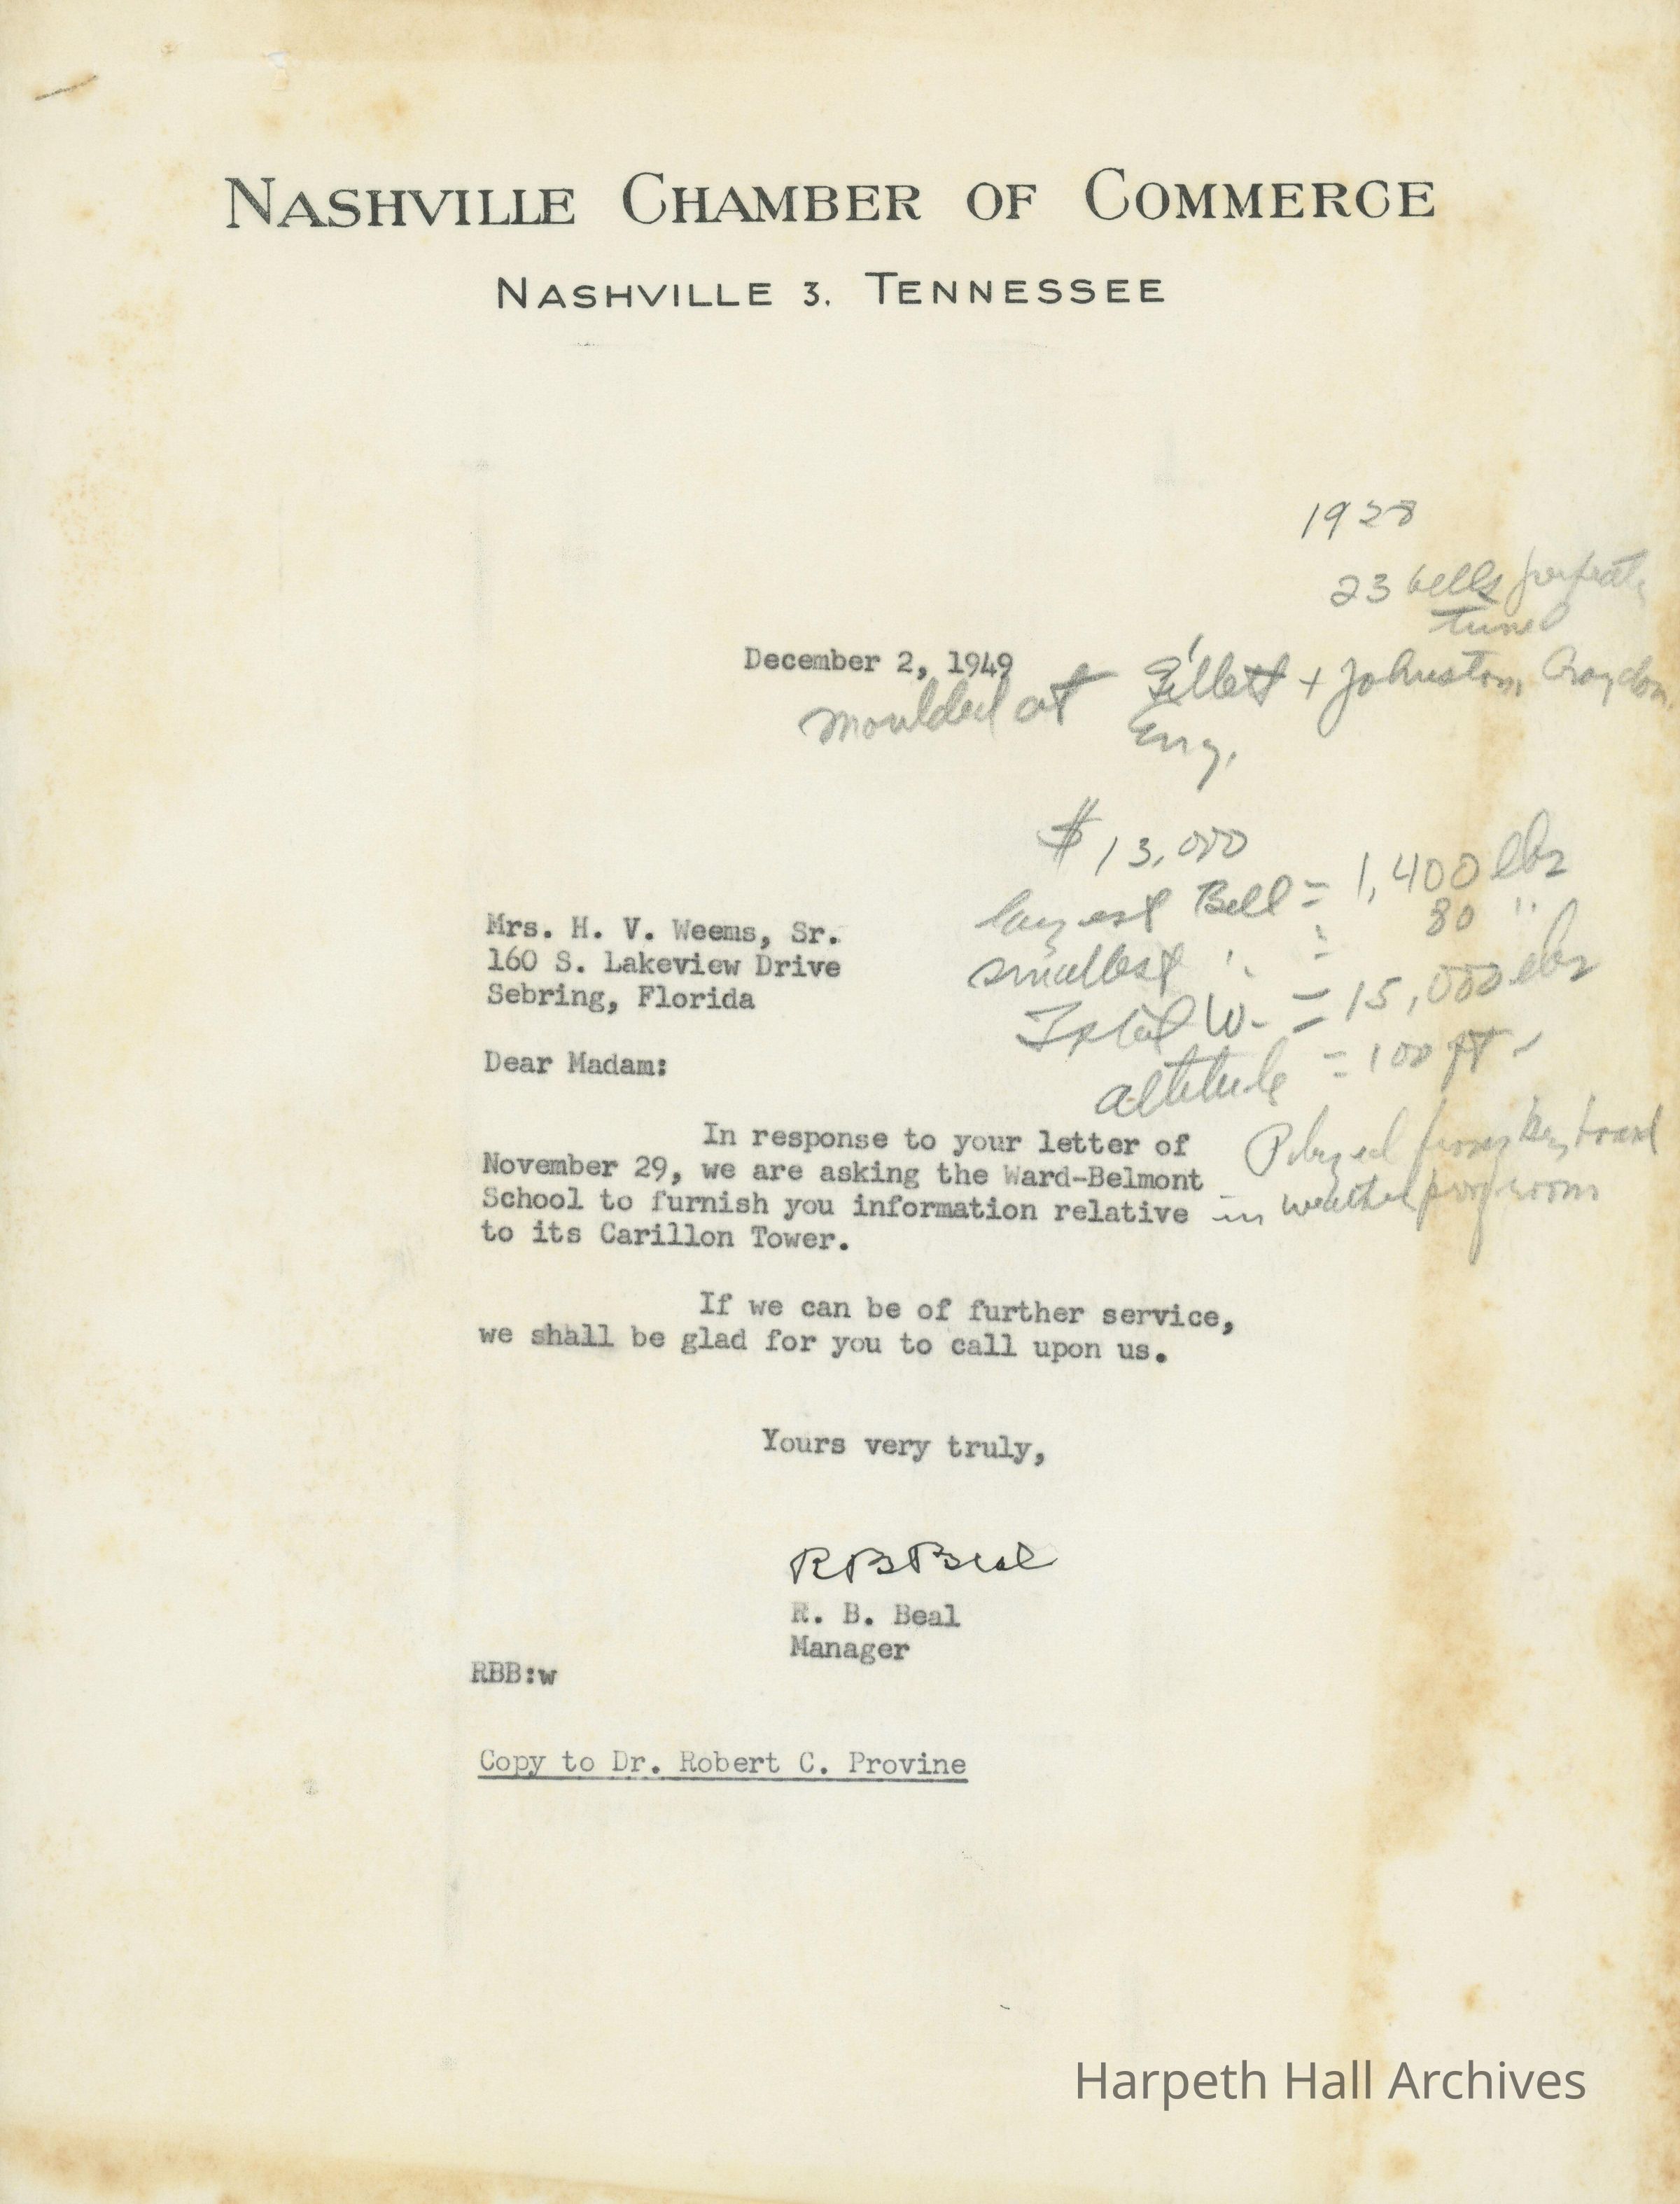 NASHVILLE CHAMBER OF COMMERCE
NASHVILLE 3, TENNESSEE
1928
23 bells perfectly
tuned
December 2, 1949
moulded at Gillett + Johnston, Croydon,
Eng.
$13,000
largest Bell = 1,400 lbs
smallest " = 80 "
Total W. = 15,000 lbs
altitude = 100 ft
Played from keyboard
in weather proof room
Mrs. H. V. Weems, Sr.
160 S. Lakeview Drive
Sebring, Florida
Dear Madam:
In response to your letter of
November 29, we are asking the Ward-Belmont
School to furnish you information relative
to its Carillon Tower.
If we can be of further service,
we shall be glad for you to call upon us.
Yours very truly,
R B Beal
R. B. Beal
Manager
RBB:w
Copy to Dr. Robert C. Provine
Harpeth Hall Archives